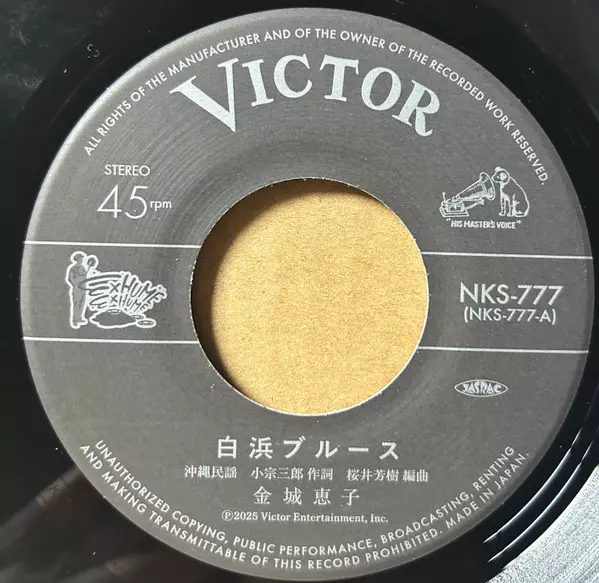 ALL RIGHTS OF THE MANUFACTURER AND OF THE OWNER OF THE RECORDED WORK RESERVED.
VICTOR
STEREO
45rpm
"HIS MASTER'S VOICE"
EXHUME
EXHUME
NKS-777
(NKS-777-A)
JASRAC
白浜ブルース
沖縄民謡 小宗三郎 作詞 桜井芳樹 編曲
金城恵子
℗2025 Victor Entertainment, Inc.
UNAUTHORIZED COPYING, PUBLIC PERFORMANCE, BROADCASTING, RENTING
AND MAKING TRANSMITTABLE OF THIS RECORD PROHIBITED. MADE IN JAPAN.